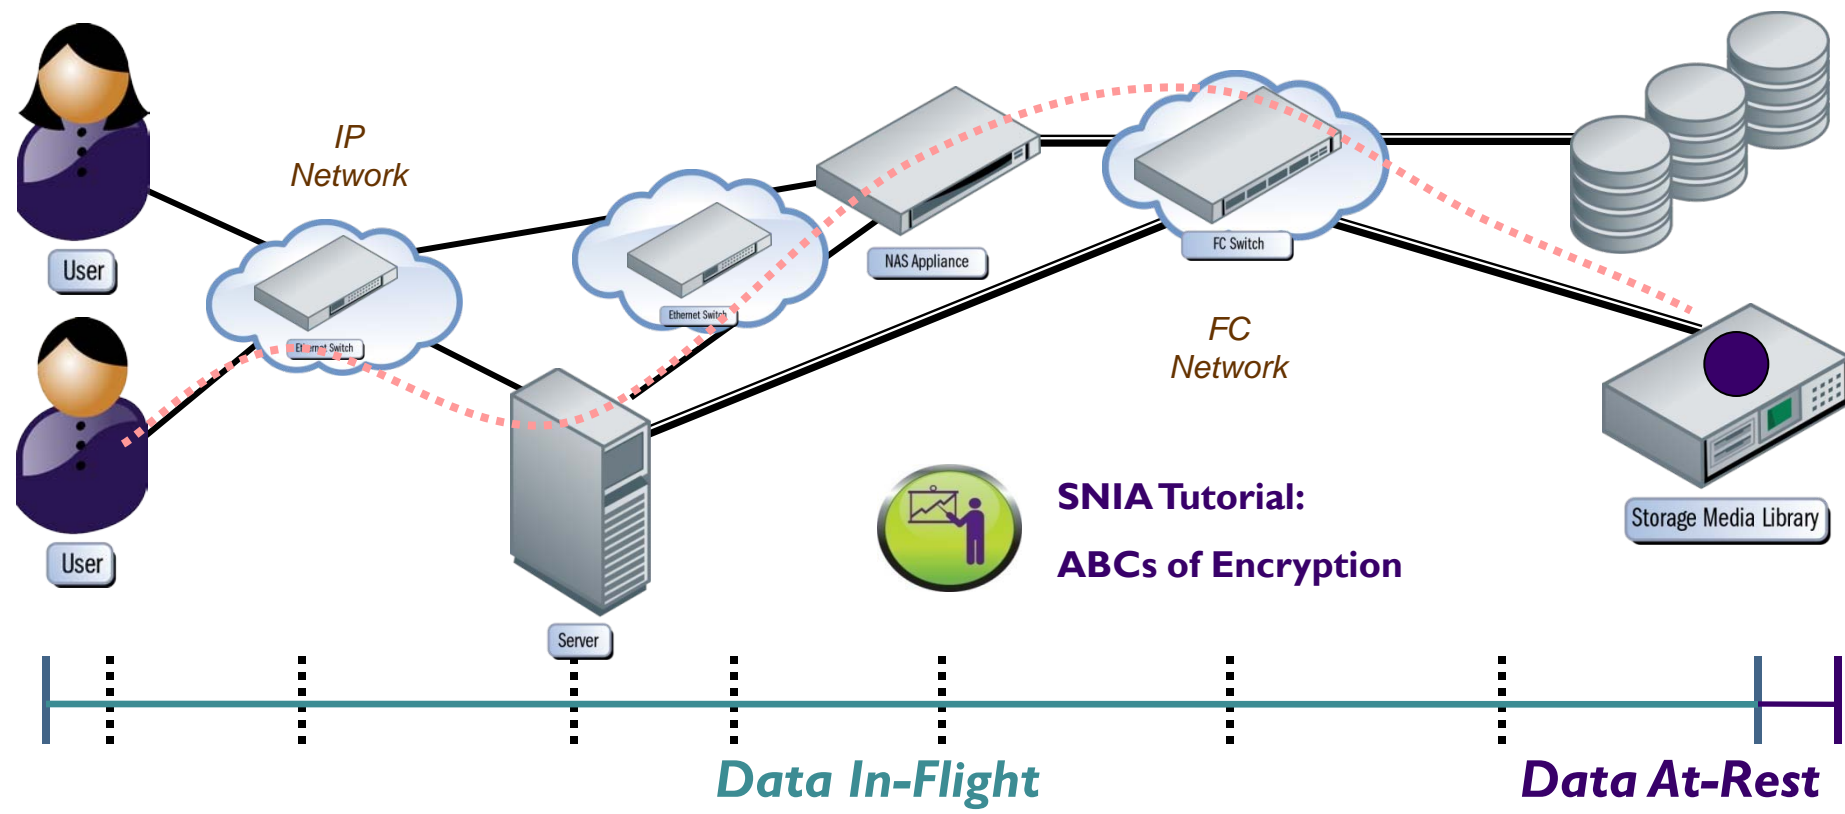 IP
Network
User
NAS Appliance
FC Switch
Ethernet Switch
Ethernet Switch
FC
Network
User
SNIA Tutorial:
ABCs of Encryption
Storage Media Library
Server
Data In-Flight
Data At-Rest